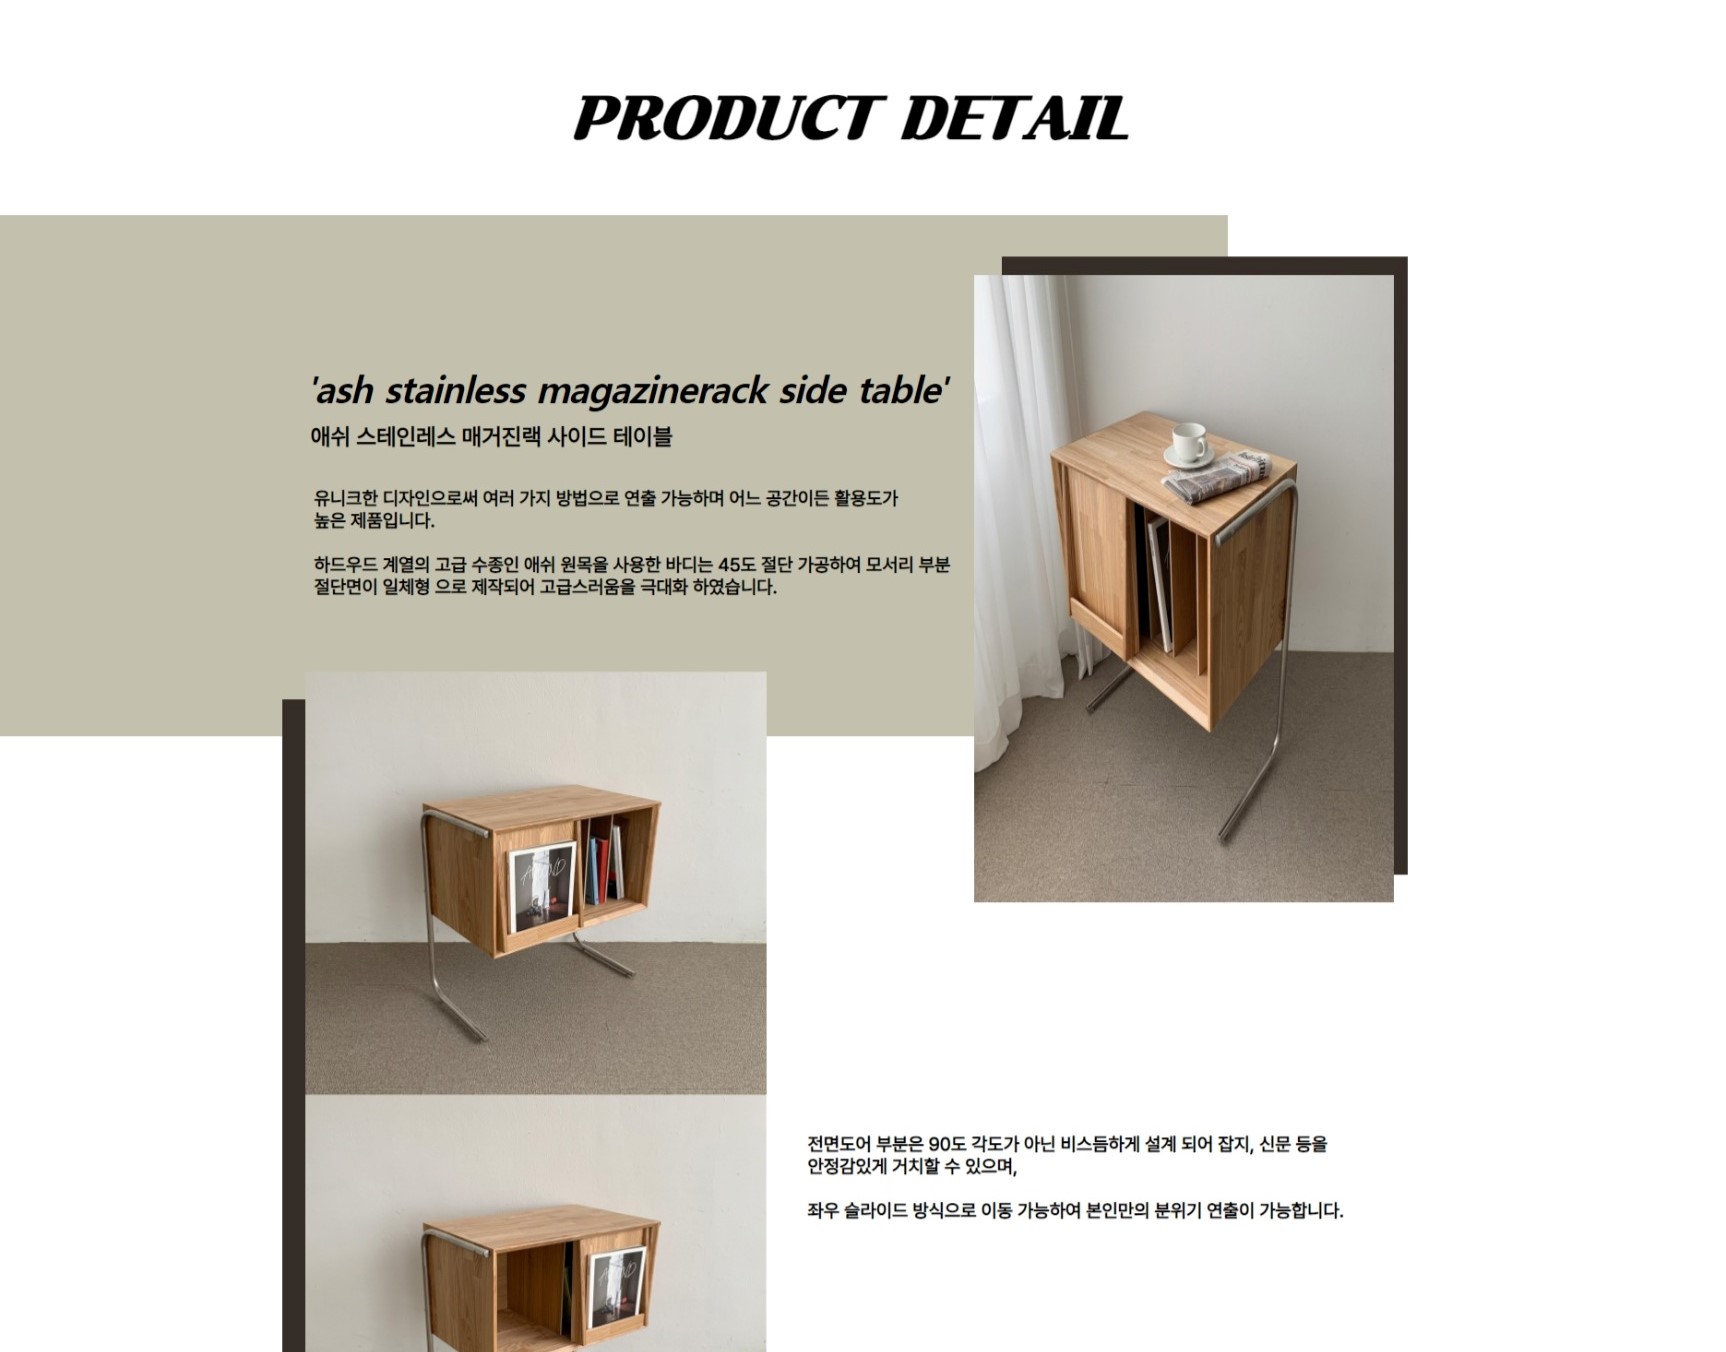 PRODUCT DETAIL
'ash stainless magazinerack side table'
애쉬 스테인레스 매거진랙 사이드 테이블
유니크한 디자인으로써 여러 가지 방법으로 연출 가능하며 어느 공간이든 활용도가
높은 제품입니다.
하드우드 계열의 고급 수종인 애쉬 원목을 사용한 바디는 45도 절단 가공하여 모서리 부분
절단면이 일체형 으로 제작되어 고급스러움을 극대화 하였습니다.
전면도어 부분은 90도 각도가 아닌 비스듬하게 설계 되어 잡지, 신문 등을
안정감있게 거치할 수 있으며,
좌우 슬라이드 방식으로 이동 가능하여 본인만의 분위기 연출이 가능합니다.